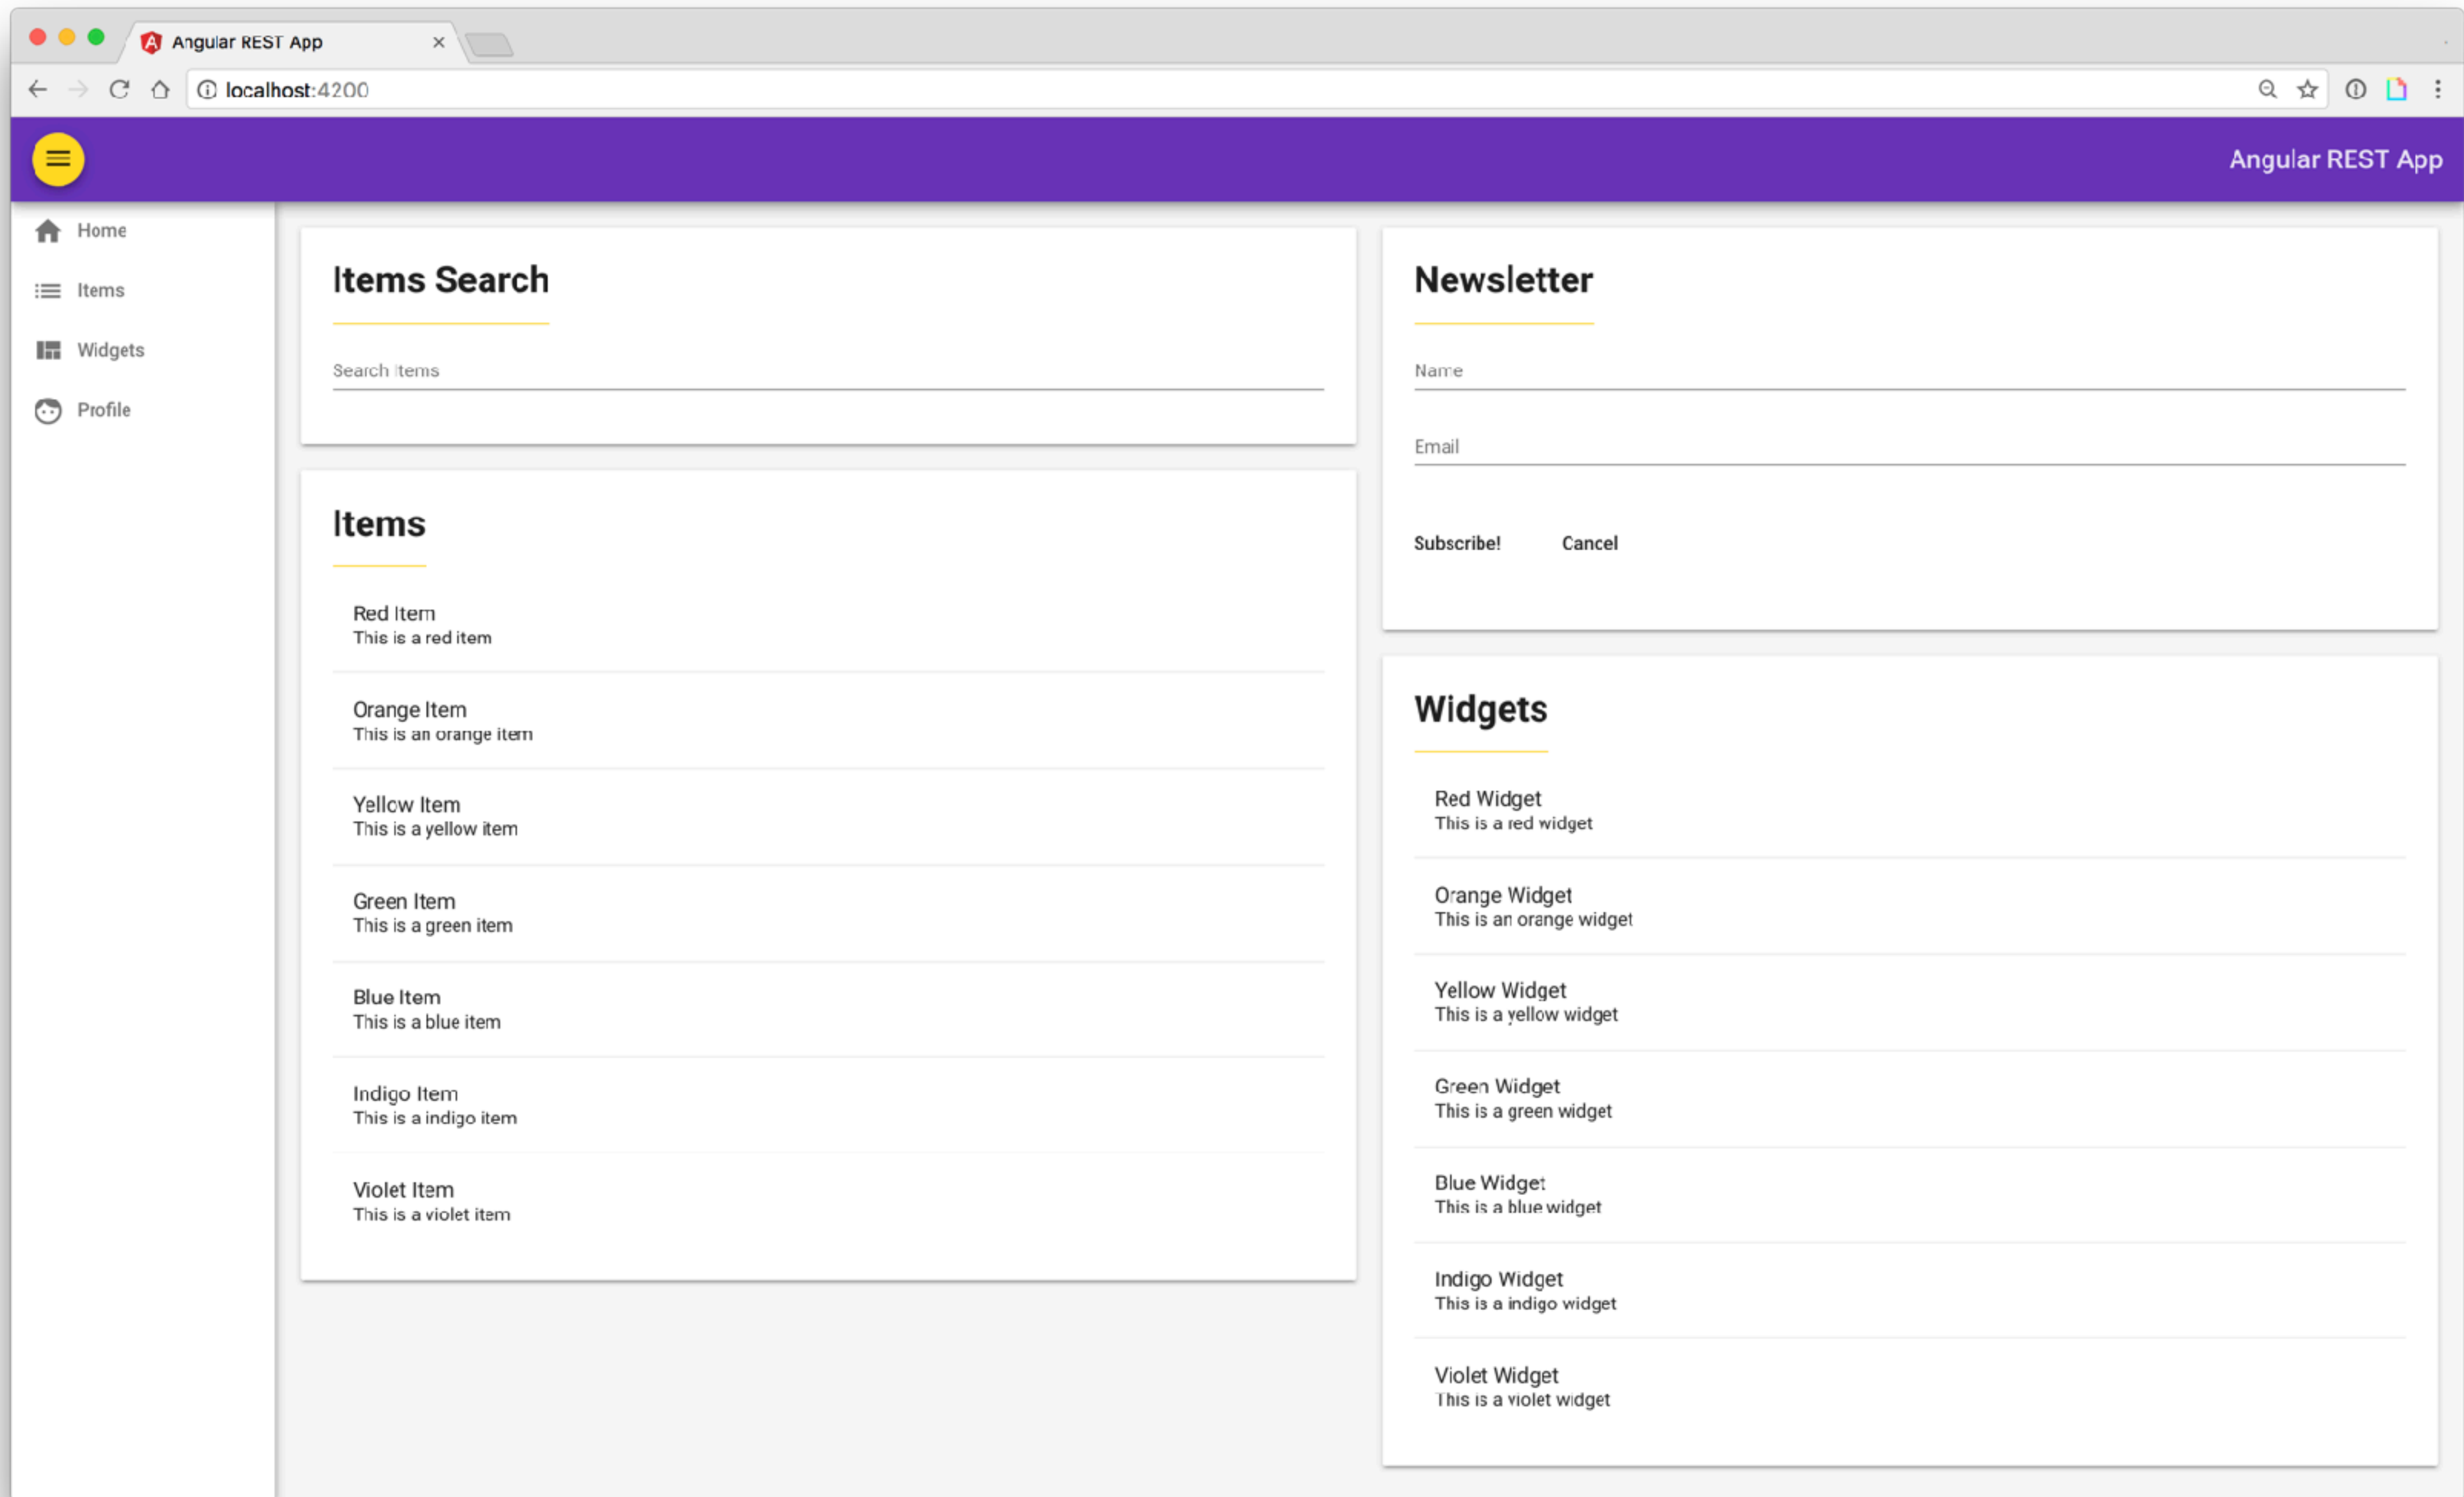 Angular REST App
localhost:4200
Angular REST App
Home
Items
Widgets
Profile
Items Search
Search Items
Items
Red Item
This is a red item
Orange Item
This is an orange item
Yellow Item
This is a yellow item
Green Item
This is a green item
Blue Item
This is a blue item
Indigo Item
This is a indigo item
Violet Item
This is a violet item
Newsletter
Name
Email
Subscribe! Cancel
Widgets
Red Widget
This is a red widget
Orange Widget
This is an orange widget
Yellow Widget
This is a yellow widget
Green Widget
This is a green widget
Blue Widget
This is a blue widget
Indigo Widget
This is a indigo widget
Violet Widget
This is a violet widget